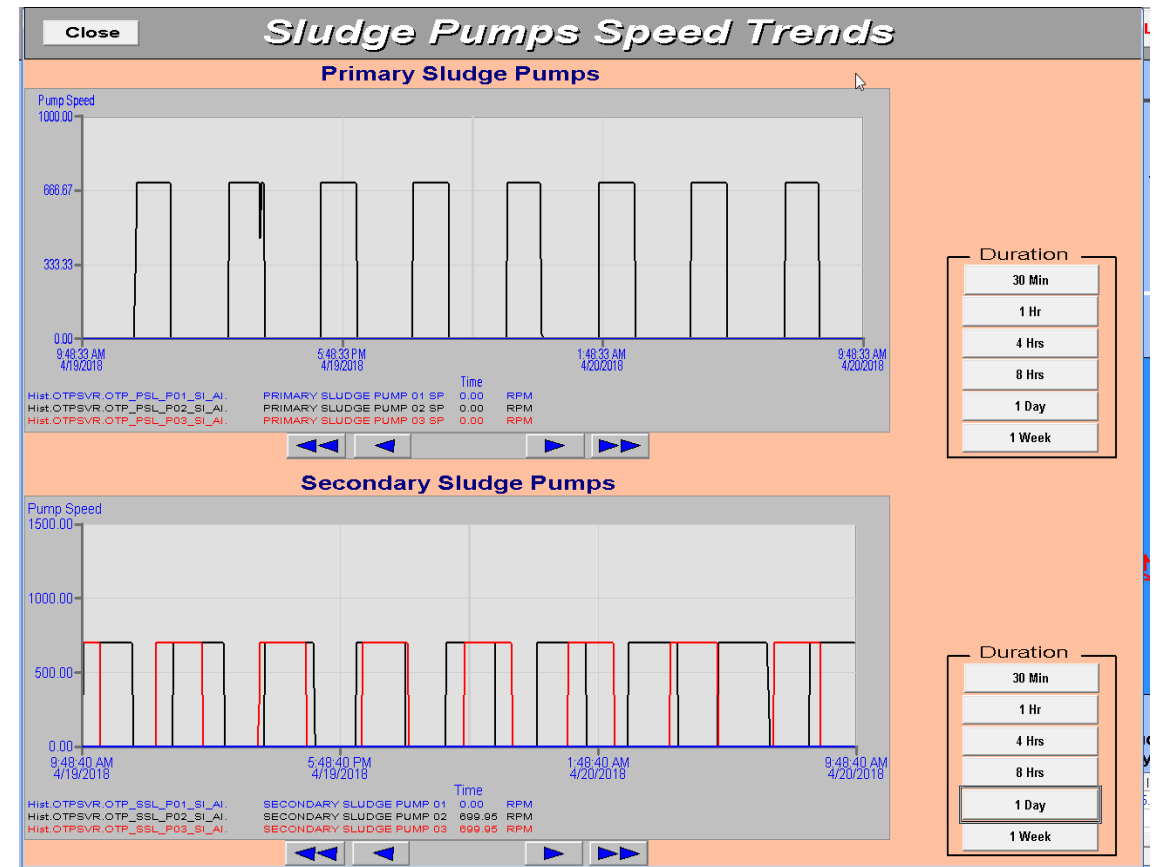 Close
Sludge Pumps Speed Trends
Primary Sludge Pumps
Pump Speed
1000.00
666.67
333.33
0.00
9:48:33 AM 5:48:33 PM 1:48:33 AM 9:48:33 AM
4/19/2018 4/19/2018 4/20/2018 4/20/2018
Time
Hist.OTPSVR.OTP_PSL_P01_SI_AI. PRIMARY SLUDGE PUMP 01 SP 0.00 RPM
Hist.OTPSVR.OTP_PSL_P02_SI_AI. PRIMARY SLUDGE PUMP 02 SP 0.00 RPM
Hist.OTPSVR.OTP_PSL_P03_SI_AI. PRIMARY SLUDGE PUMP 03 SP 0.00 RPM
Duration
30 Min
1 Hr
4 Hrs
8 Hrs
1 Day
1 Week
Secondary Sludge Pumps
Pump Speed
1500.00
1000.00
500.00
0.00
9:48:40 AM 5:48:40 PM 1:48:40 AM 9:48:40 AM
4/19/2018 4/19/2018 4/20/2018 4/20/2018
Time
Hist.OTPSVR.OTP_SSL_P01_SI_AI. SECONDARY SLUDGE PUMP 01 0.00 RPM
Hist.OTPSVR.OTP_SSL_P02_SI_AI. SECONDARY SLUDGE PUMP 02 699.95 RPM
Hist.OTPSVR.OTP_SSL_P03_SI_AI. SECONDARY SLUDGE PUMP 03 699.95 RPM
Duration
30 Min
1 Hr
4 Hrs
8 Hrs
1 Day
1 Week